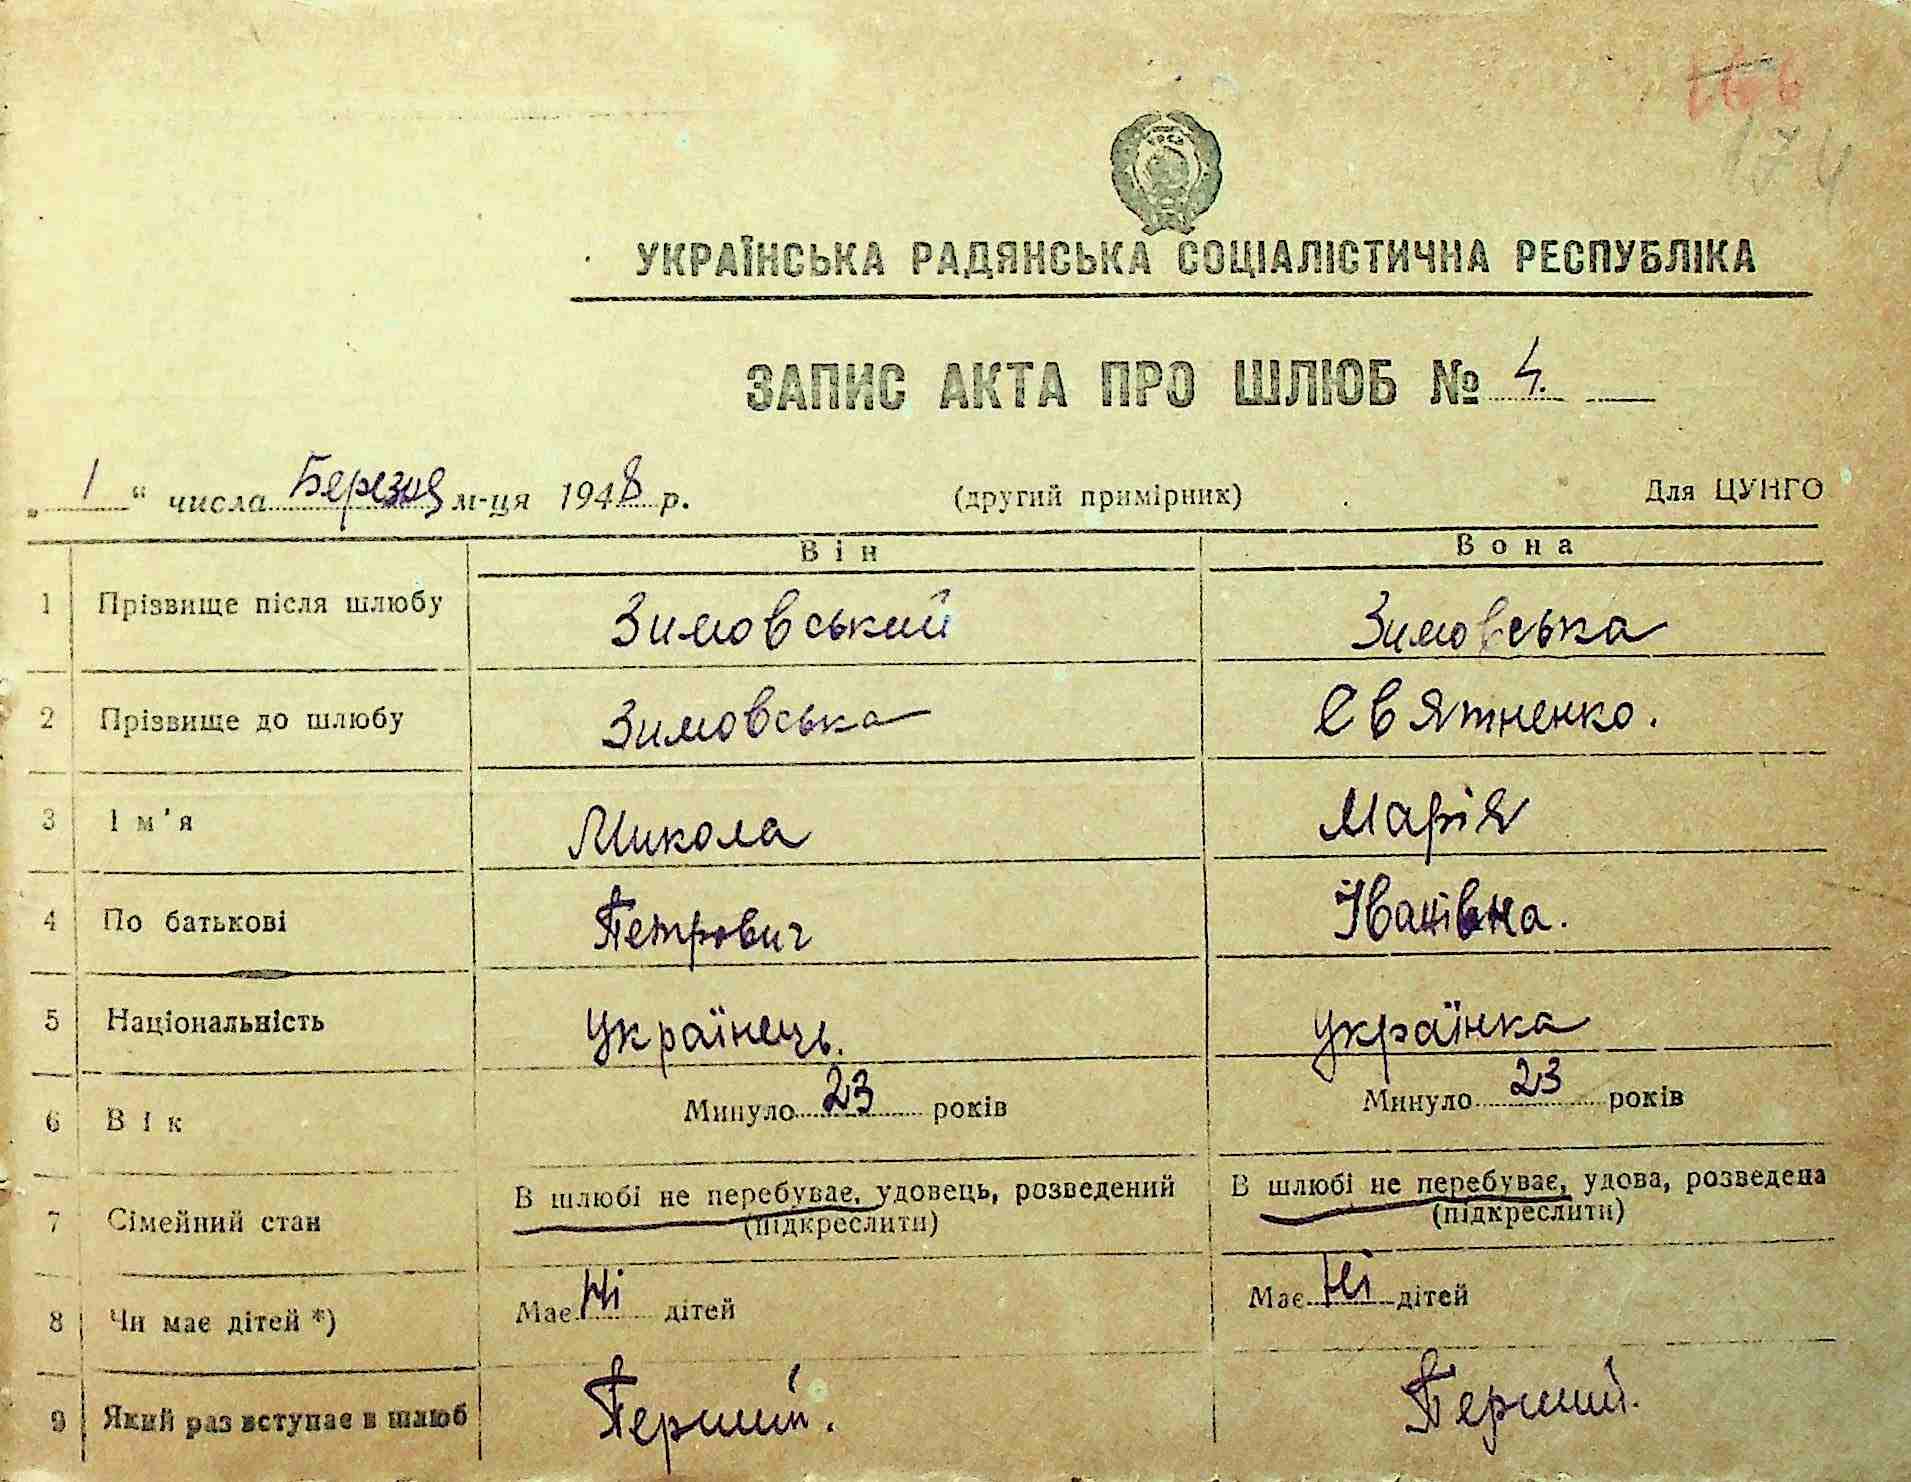 174
УКРАЇНСЬКА РАДЯНСЬКА СОЦІАЛІСТИЧНА РЕСПУБЛІКА
ЗАПИС АКТА ПРО ШЛЮБ № 4.
„ 1 “ числа Березня м-ця 1948 р. (другий примірник) Для ЦУНГО
Він Вона
1 Прізвище після шлюбу Зимовський Зимовська
2 Прізвище до шлюбу Зимовська Святненко.
3 Ім'я Микола Марія
4 По батькові Петрович Іванівна.
5 Національність Українець. Українка
6 Вік Минуло 23 років Минуло 23 років
7 Сімейний стан В шлюбі не перебуває, удовець, розведений В шлюбі не перебуває, удова, розведена
(підкреслити) (підкреслити)
8 Чи має дітей *) Має Ні дітей Має Ні дітей
9 Який раз вступає в шлюб Перший. Перший.